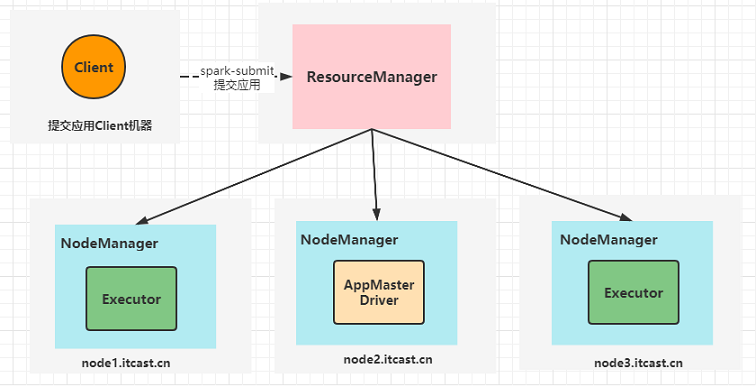 Client
提交应用Client机器
spark-submit
提交应用
ResourceManager
NodeManager
Executor
node1.itcast.cn
NodeManager
AppMaster
Driver
node2.itcast.cn
NodeManager
Executor
node3.itcast.cn